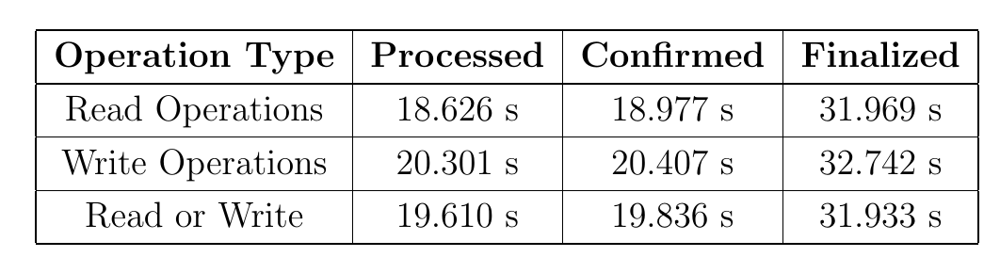 Operation Type Processed Confirmed Finalized
Read Operations 18.626 s 18.977 s 31.969 s
Write Operations 20.301 s 20.407 s 32.742 s
Read or Write 19.610 s 19.836 s 31.933 s